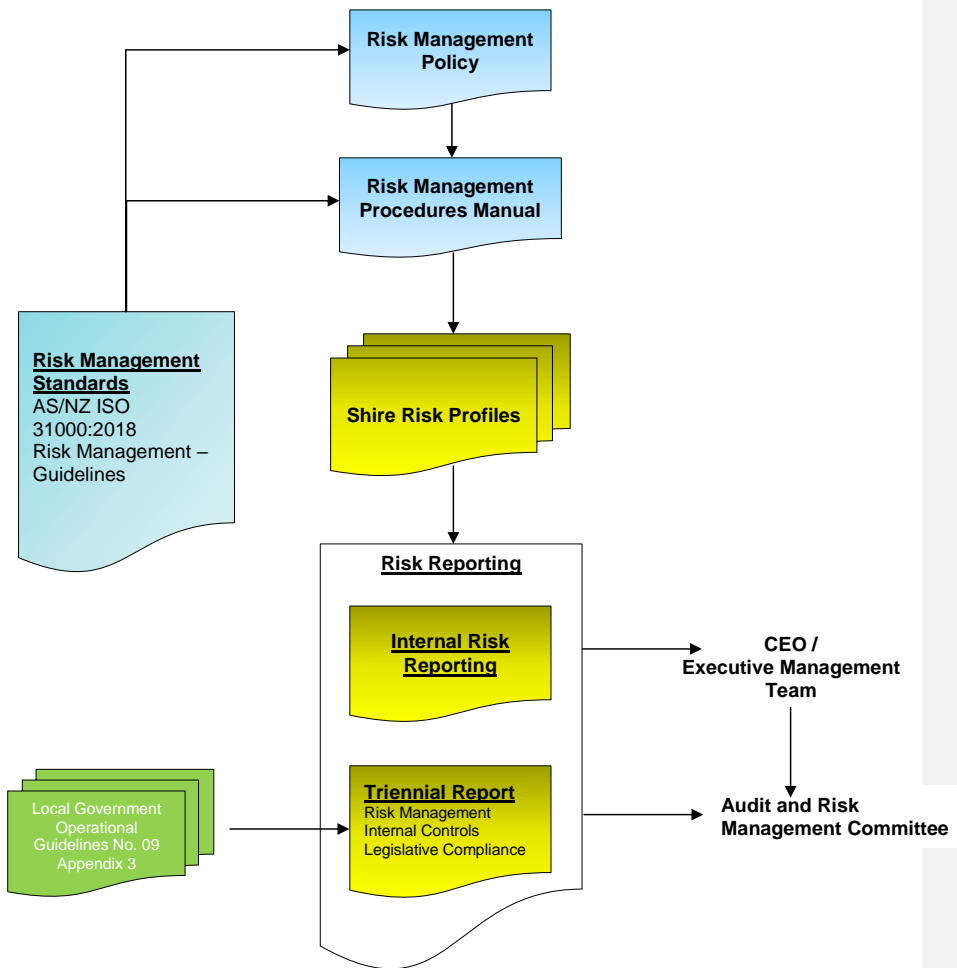 Risk Management
Policy
Risk Management
Procedures Manual
Risk Management
Standards
AS/NZ ISO
31000:2018
Risk Management –
Guidelines
Shire Risk Profiles
Risk Reporting
Internal Risk
Reporting
CEO /
Executive Management
Team
Local Government
Operational
Guidelines No. 09
Appendix 3
Triennial Report
Risk Management
Internal Controls
Legislative Compliance
Audit and Risk
Management Committee